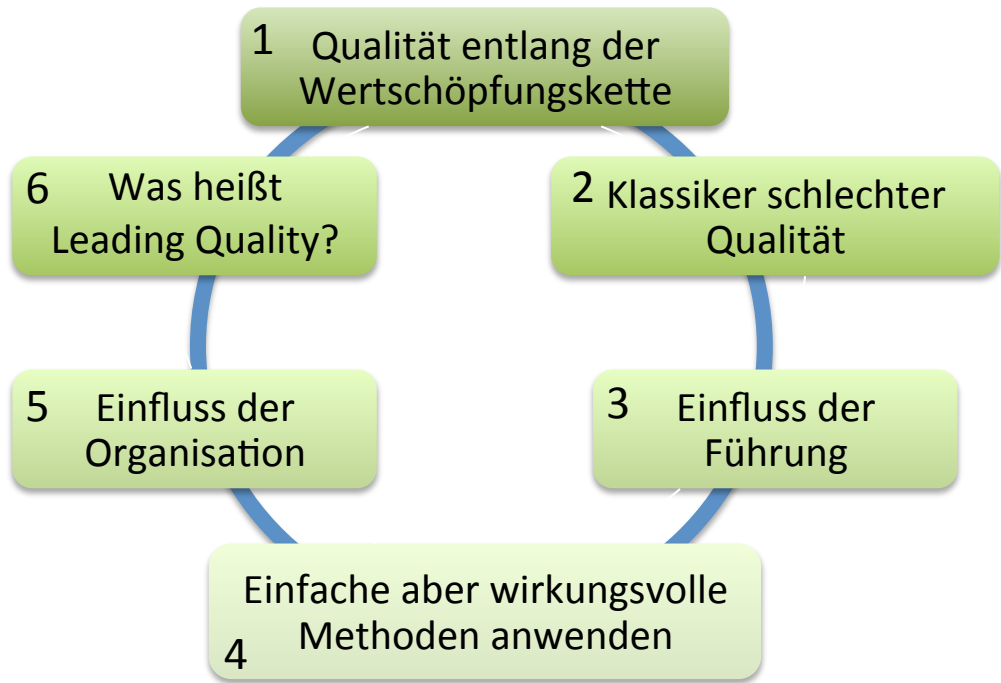 1 Qualität entlang der
Wertschöpfungskette
2 Klassiker schlechter
Qualität
3 Einfluss der
Führung
Einfache aber wirkungsvolle
4 Methoden anwenden
5 Einfluss der
Organisation
6 Was heißt
Leading Quality?